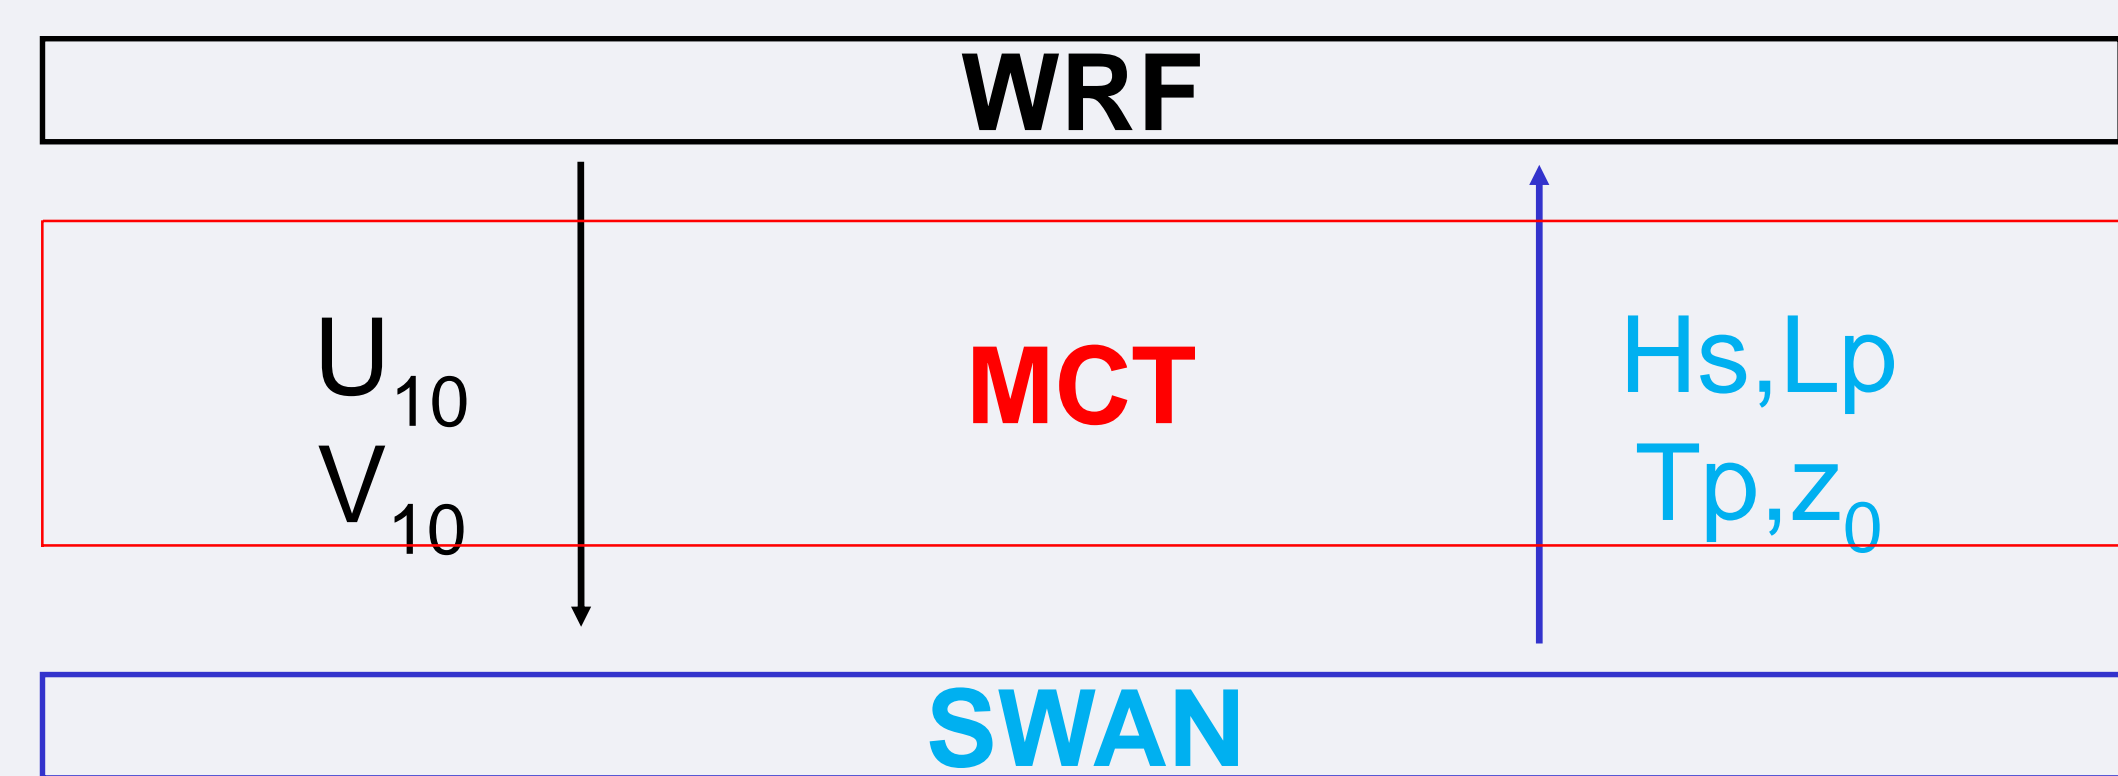 WRF
U₁₀
V₁₀
MCT
Hs,Lp
Tp,z₀
SWAN